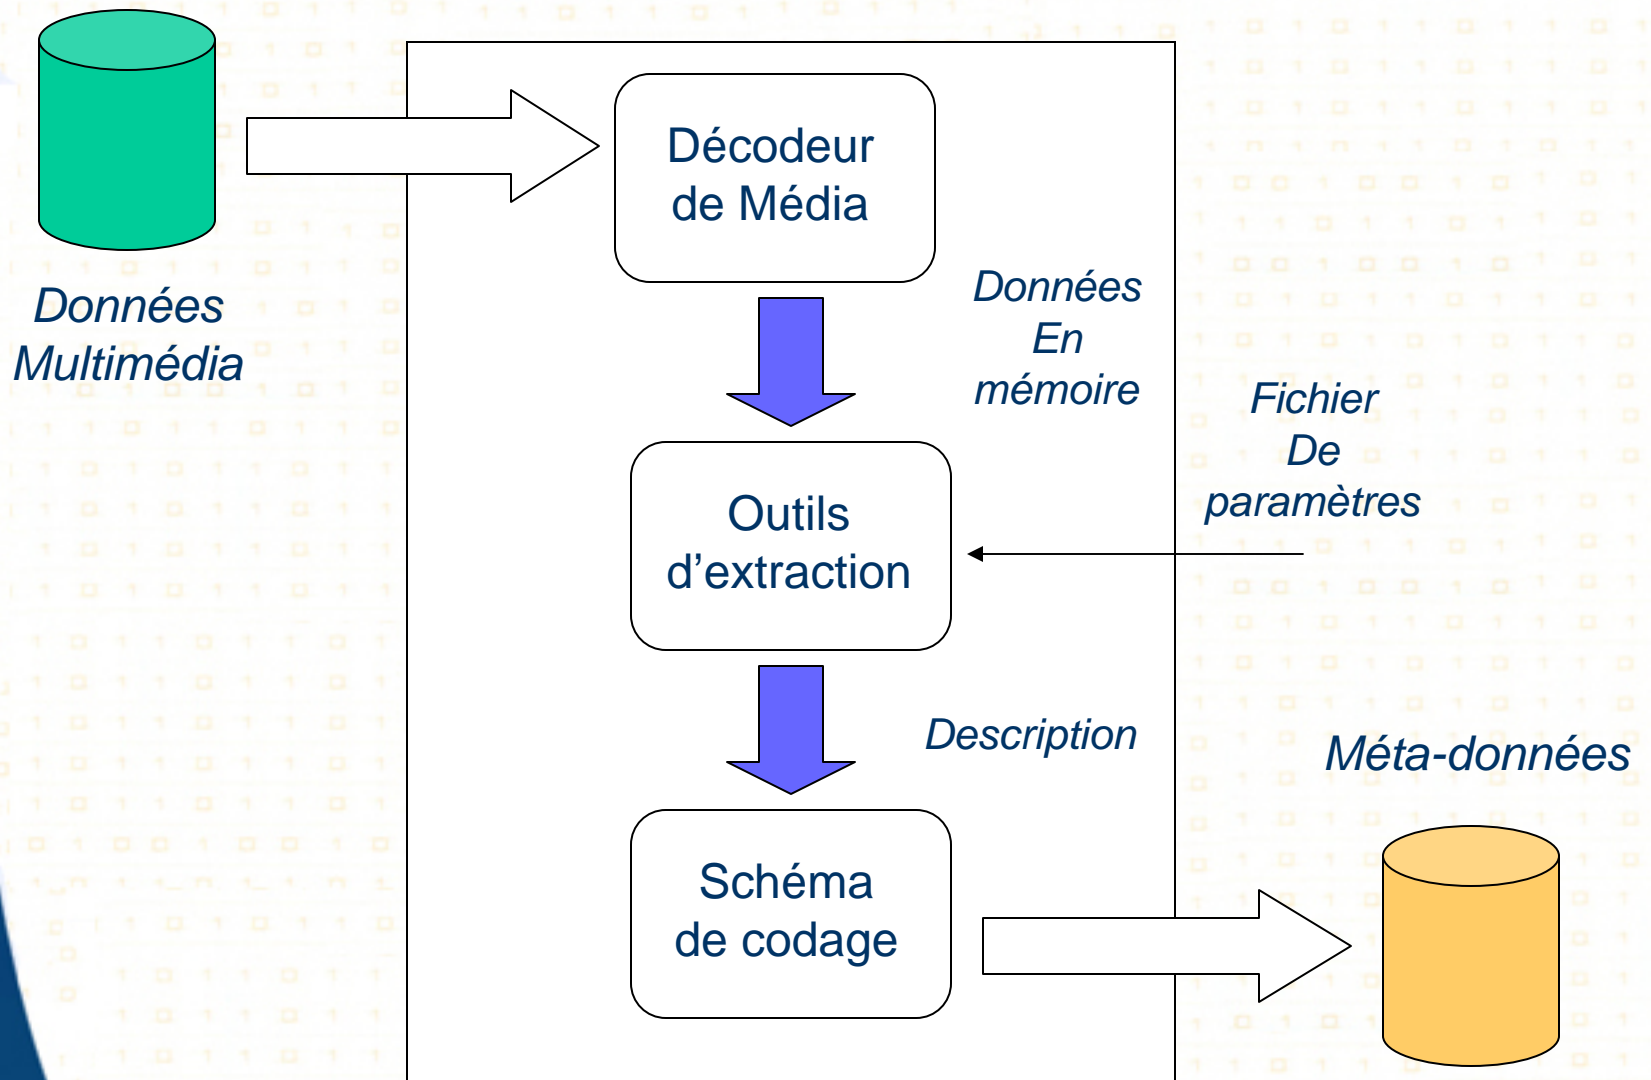 Décodeur
de Média
Données
Multimédia
Données
En
mémoire
Fichier
De
paramètres
Outils
d’extraction
Description
Méta-données
Schéma
de codage